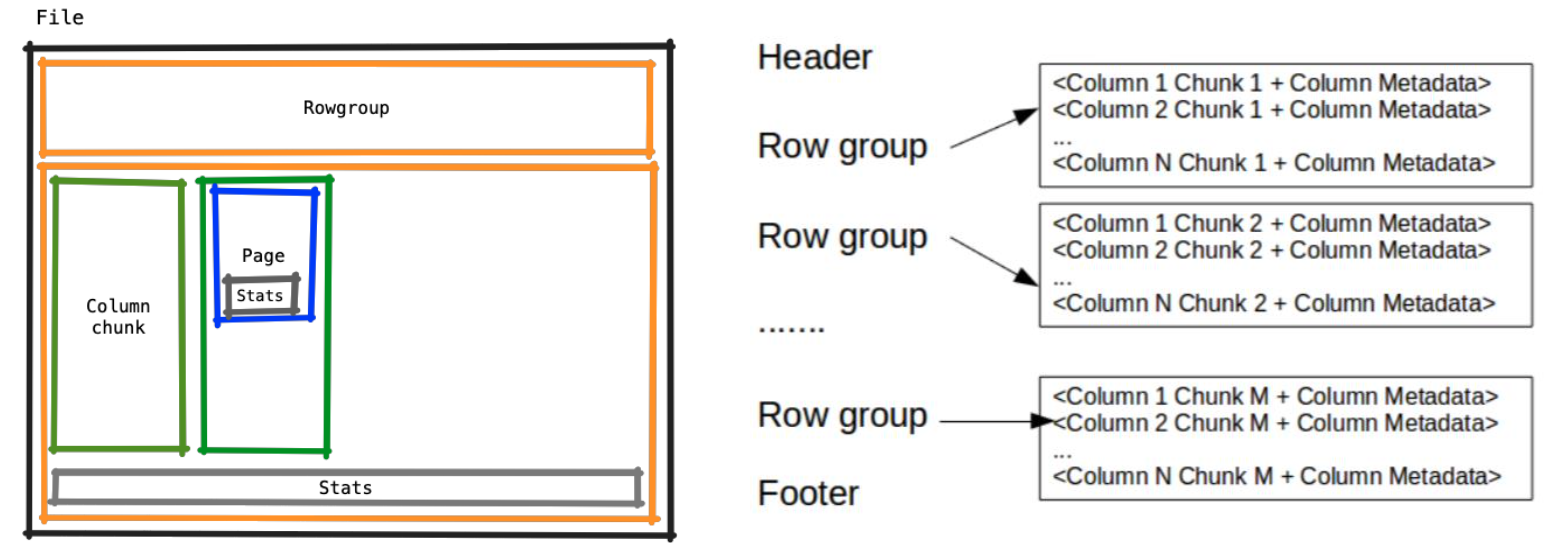 File
Rowgroup
Page
Stats
Column
chunk
Stats
Header
Row group
Row group
.......
Row group
Footer
<Column 1 Chunk 1 + Column Metadata>
<Column 2 Chunk 1 + Column Metadata>
...
<Column N Chunk 1 + Column Metadata>
<Column 1 Chunk 2 + Column Metadata>
<Column 2 Chunk 2 + Column Metadata>
...
<Column N Chunk 2 + Column Metadata>
<Column 1 Chunk M + Column Metadata>
<Column 2 Chunk M + Column Metadata>
...
<Column N Chunk M + Column Metadata>